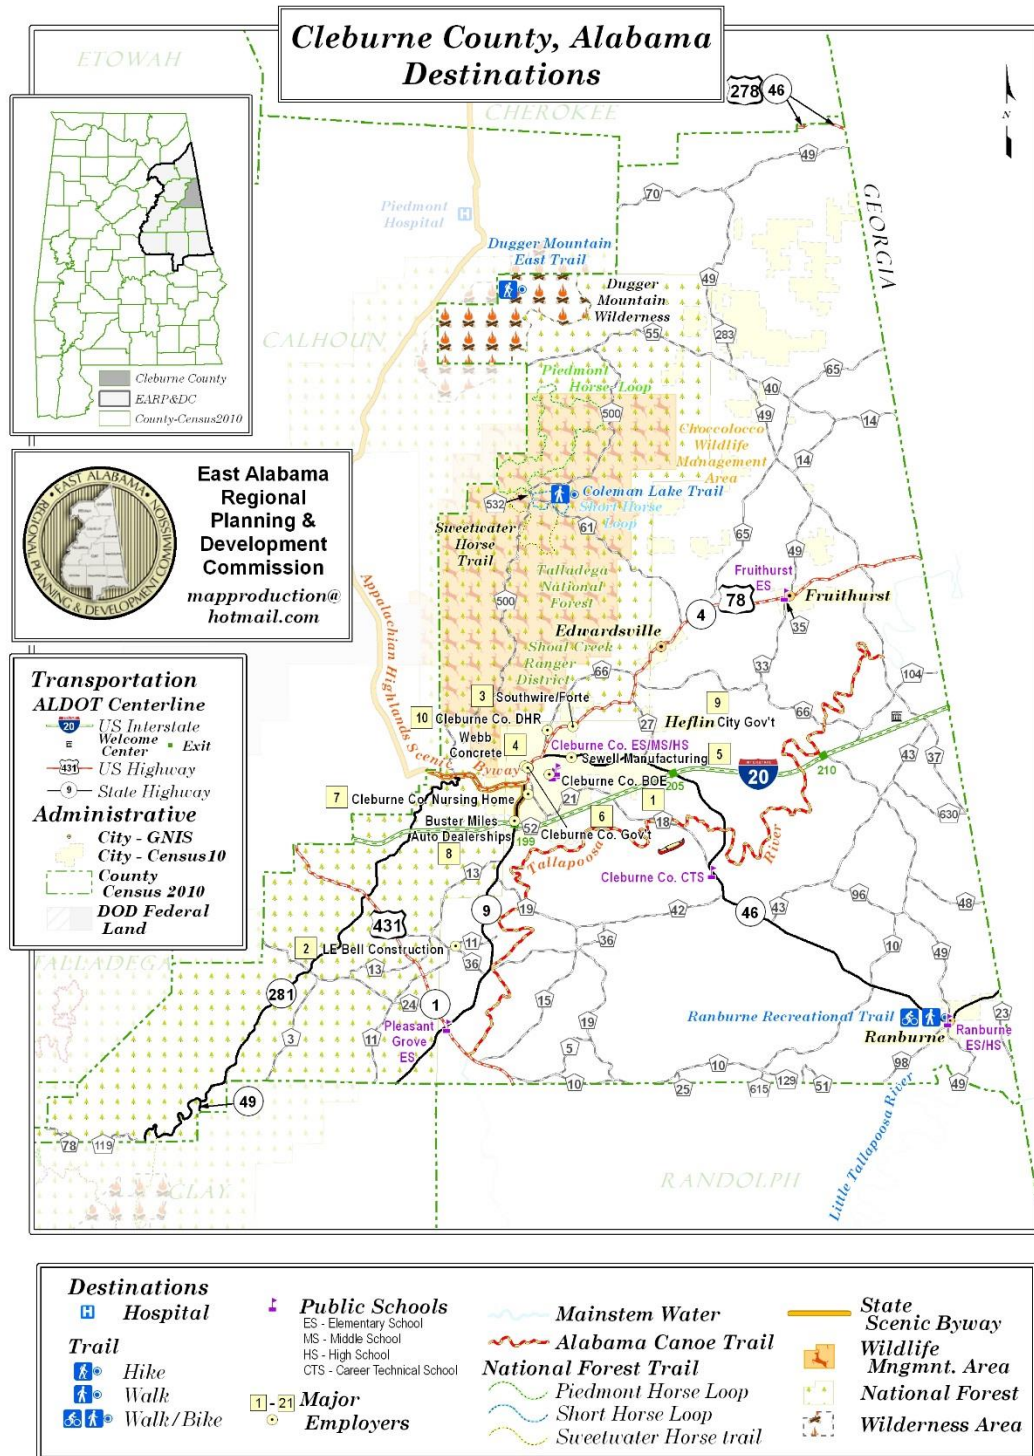 Cleburne County, Alabama
Destinations
ETOWAH
CHEROKEE
278
46
N
49
70
GEORGIA
Piedmont
Hospital
H
Dugger Mountain
East Trail
Dugger
Mountain
Wilderness
49
CALHOUN
55
283
Cleburne County
EARP&DC
County-Census2010
Piedmont
Horse Loop
500
40
49
65
14
Choccolocco
Wildlife
Management
Area
14
EAST ALABAMA
REGIONAL PLANNING & DEVELOPMENT COMMISSION
East Alabama
Regional
Planning &
Development
Commission
mapproduction@
hotmail.com
532
Coleman Lake Trail
Short Horse
Loop
61
65
49
Sweetwater
Horse
Trail
Talladega
National
Forest
Fruithurst
ES
500
4
78
Fruithurst
35
Appalachian Highlands Scenic Byway
Edwardsville
Shoal Creek
Ranger
District
66
33
104
Transportation
ALDOT Centerline
20 US Interstate
Welcome
Center
Exit
431 US Highway
9 State Highway
Administrative
City - GNIS
City - Census10
County
Census 2010
DOD Federal
Land
3
Southwire/Forte
9
66
10
Cleburne Co. DHR
27
Heflin City Gov't
Webb
Concrete
4
Cleburne Co. ES/MS/HS
5
Sewell Manufacturing
43
37
20
210
205
Cleburne Co. BOE
7
Cleburne Co. Nursing Home
21
1
6
630
Buster Miles
Auto Dealerships
52
199
Cleburne Co. Gov't
18
8
Tallapoosa
River
13
Cleburne Co. CTS
19
42
96
48
431
9
46
43
2
LE Bell Construction
11
36
36
10
49
TALLADEGA
13
281
24
1
15
Ranburne Recreational Trail
23
3
11
Pleasant
Grove
ES
19
Ranburne
Ranburne
ES/HS
5
10
10
25
615
129
51
98
49
49
78
119
CLAY
RANDOLPH
Little Tallapoosa River
Destinations
H Hospital
Trail
Hike
Walk
Walk/Bike
Public Schools
ES - Elementary School
MS - Middle School
HS - High School
CTS - Career Technical School
1 - 21 Major
Employers
Mainstem Water
Alabama Canoe Trail
National Forest Trail
Piedmont Horse Loop
Short Horse Loop
Sweetwater Horse trail
State
Scenic Byway
Wildlife
Mngmnt. Area
National Forest
Wilderness Area